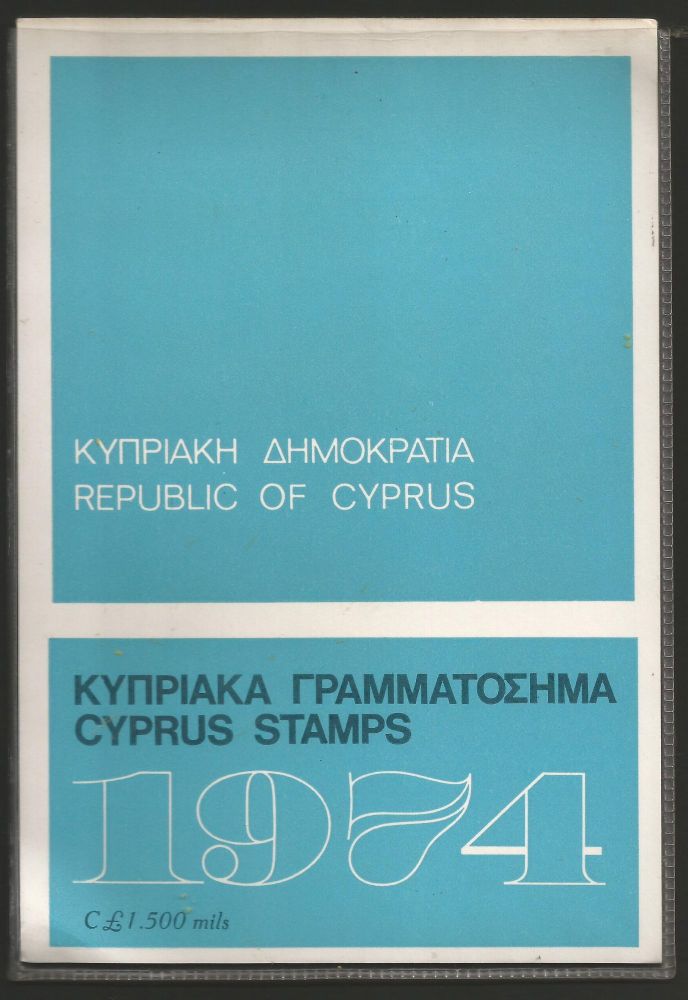 ΚΥΠΡΙΑΚΗ ΔΗΜΟΚΡΑΤΙΑ
REPUBLIC OF CYPRUS
ΚΥΠΡΙΑΚΑ ΓΡΑΜΜΑΤΟΣΗΜΑ
CYPRUS STAMPS
1974
C£1.500 mils